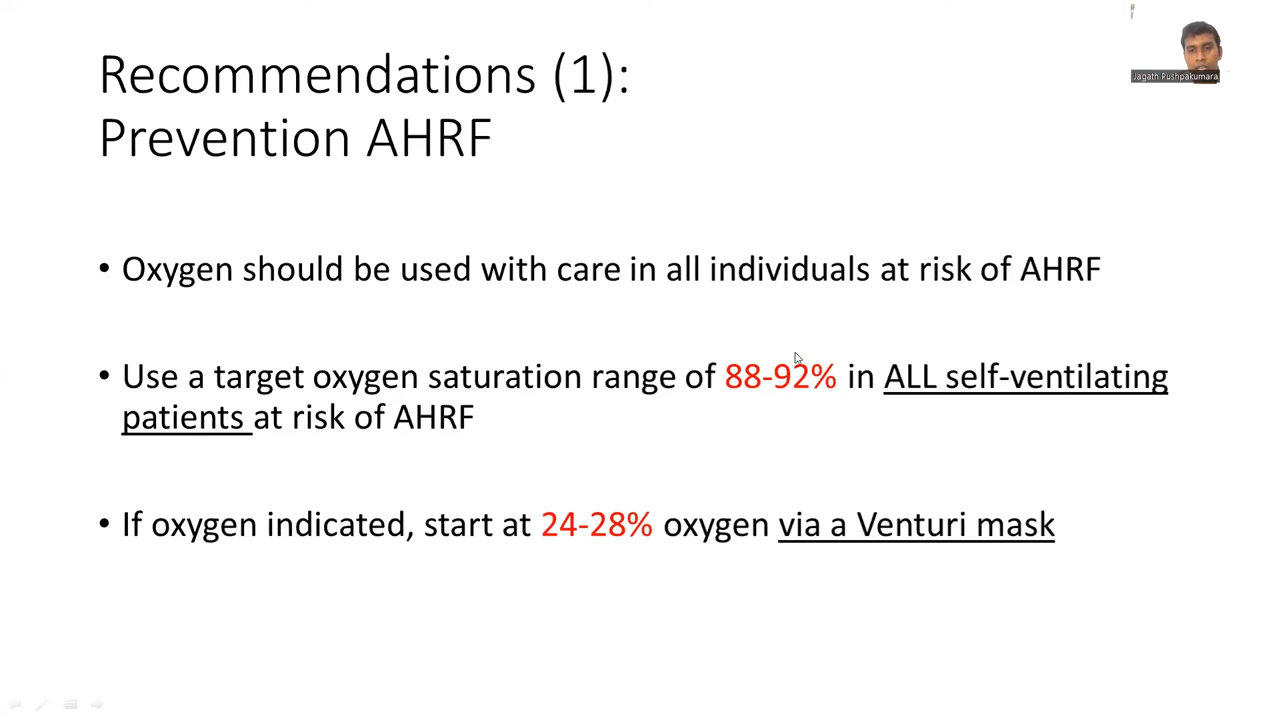 Recommendations (1):
Prevention AHRF
Jagath Pushpakumara
• Oxygen should be used with care in all individuals at risk of AHRF
• Use a target oxygen saturation range of 88-92% in ALL self-ventilating
patients at risk of AHRF
• If oxygen indicated, start at 24-28% oxygen via a Venturi mask